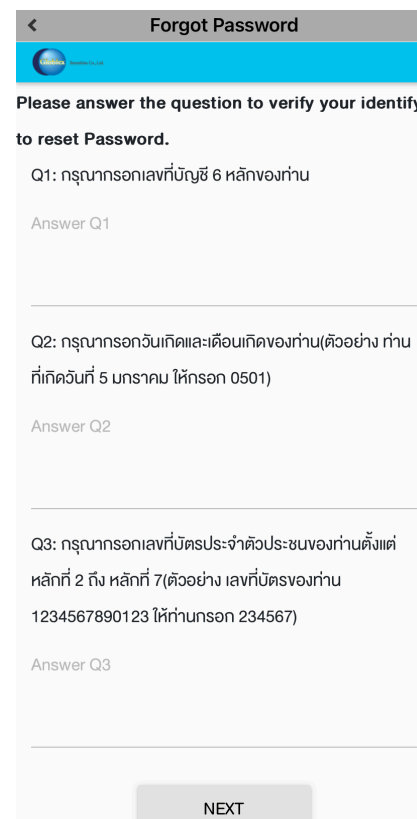 Forgot Password
Please answer the question to verify your identify
to reset Password.
Q1: กรุณากรอกเลขที่บัญชี 6 หลักของท่าน
Answer Q1
Q2: กรุณากรอกวันเกิดและเดือนเกิดของท่าน(ตัวอย่าง ท่าน
ที่เกิดวันที่ 5 มกราคม ให้กรอก 0501)
Answer Q2
Q3: กรุณากรอกเลขที่บัตรประจำตัวประชนของท่านตั้งแต่
หลักที่ 2 ถึง หลักที่ 7(ตัวอย่าง เลขที่บัตรของท่าน
1234567890123 ให้ท่านกรอก 234567)
Answer Q3
NEXT